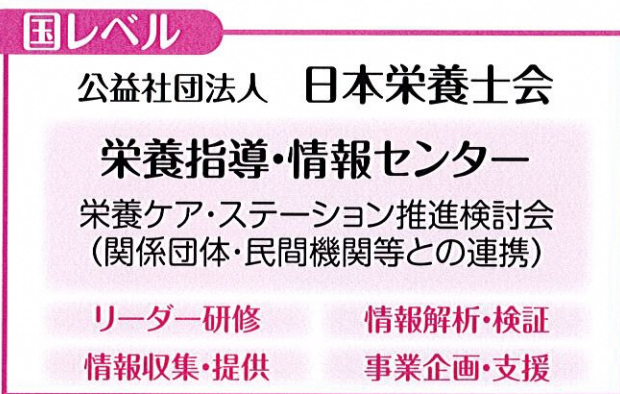 国レベル
公益社団法人 日本栄養士会
栄養指導・情報センター
栄養ケア・ステーション推進検討会
（関係団体・民間機関等との連携）
リーダー研修 情報解析・検証
情報収集・提供 事業企画・支援